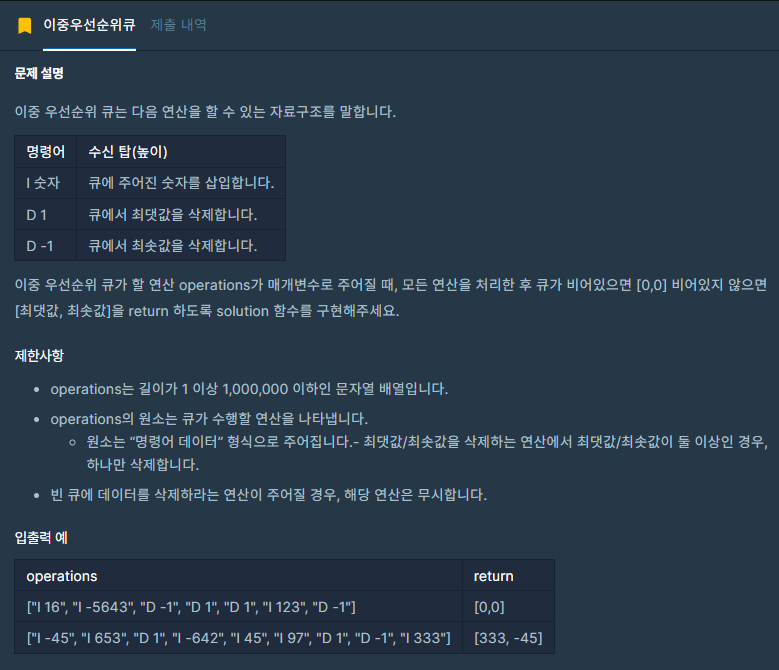 이중우선순위큐 제출 내역
문제 설명
이중 우선순위 큐는 다음 연산을 할 수 있는 자료구조를 말합니다.
명령어 수신 탑(높이)
I 숫자 큐에 주어진 숫자를 삽입합니다.
D 1 큐에서 최댓값을 삭제합니다.
D -1 큐에서 최솟값을 삭제합니다.
이중 우선순위 큐가 할 연산 operations가 매개변수로 주어질 때, 모든 연산을 처리한 후 큐가 비어있으면 [0,0] 비어있지 않으면
[최댓값, 최솟값]을 return 하도록 solution 함수를 구현해주세요.
제한사항
• operations는 길이가 1 이상 1,000,000 이하인 문자열 배열입니다.
• operations의 원소는 큐가 수행할 연산을 나타냅니다.
◦ 원소는 “명령어 데이터” 형식으로 주어집니다.- 최댓값/최솟값을 삭제하는 연산에서 최댓값/최솟값이 둘 이상인 경우,
하나만 삭제합니다.
• 빈 큐에 데이터를 삭제하라는 연산이 주어질 경우, 해당 연산은 무시합니다.
입출력 예
operations return
["I 16", "I -5643", "D -1", "D 1", "D 1", "I 123", "D -1"] [0,0]
["I -45", "I 653", "D 1", "I -642", "I 45", "I 97", "D 1", "D -1", "I 333"] [333, -45]